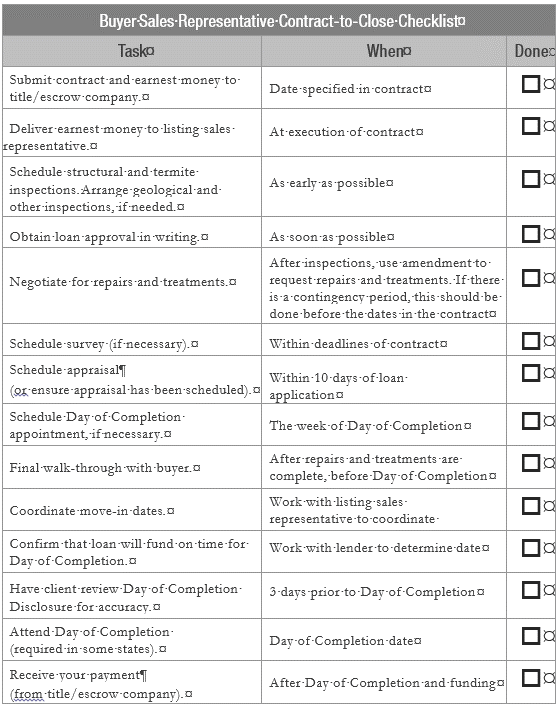 Buyer Sales Representative Contract-to-Close Checklist¤
Task¤ When¤ Done¤
Submit contract and earnest money to
title/escrow company.¤
Date specified in contract¤
¤
Deliver earnest money to listing sales
representative.¤
At execution of contract¤
¤
Schedule structural and termite
inspections. Arrange geological and
other inspections, if needed.¤
As early as possible¤
¤
Obtain loan approval in writing.¤
As soon as possible¤
¤
Negotiate for repairs and treatments.¤
After inspections, use amendment to
request repairs and treatments. If there
is a contingency period, this should be
done before the dates in the contract¤
¤
Schedule survey (if necessary).¤
Within deadlines of contract¤
¤
Schedule appraisal¶
(or ensure appraisal has been scheduled).¤
Within 10 days of loan
application¤
¤
Schedule Day of Completion
appointment, if necessary.¤
The week of Day of Completion¤
¤
Final walk-through with buyer.¤
After repairs and treatments are
complete, before Day of Completion¤
¤
Coordinate move-in dates.¤
Work with listing sales
representative to coordinate
¤
Confirm that loan will fund on time for
Day of Completion.¤
Work with lender to determine date¤
¤
Have client review Day of Completion
Disclosure for accuracy.¤
3 days prior to Day of Completion¤
¤
Attend Day of Completion
(required in some states).¤
Day of Completion date¤
¤
Receive your payment¶
(from title/escrow company).¤
After Day of Completion and funding¤
¤